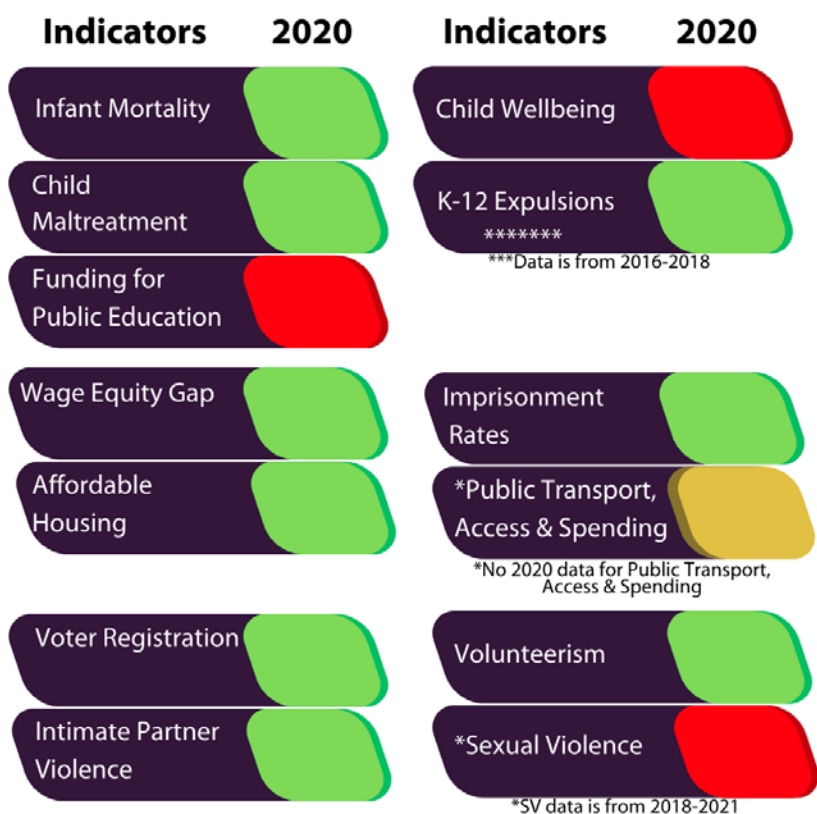 Indicators 2020
Infant Mortality
Child
Maltreatment
Funding for
Public Education
Wage Equity Gap
Affordable
Housing
Voter Registration
Intimate Partner
Violence
Indicators 2020
Child Wellbeing
K-12 Expulsions
*******
***Data is from 2016-2018
Imprisonment
Rates
*Public Transport,
Access & Spending
*No 2020 data for Public Transport,
Access & Spending
Volunteerism
*Sexual Violence
*SV data is from 2018-2021